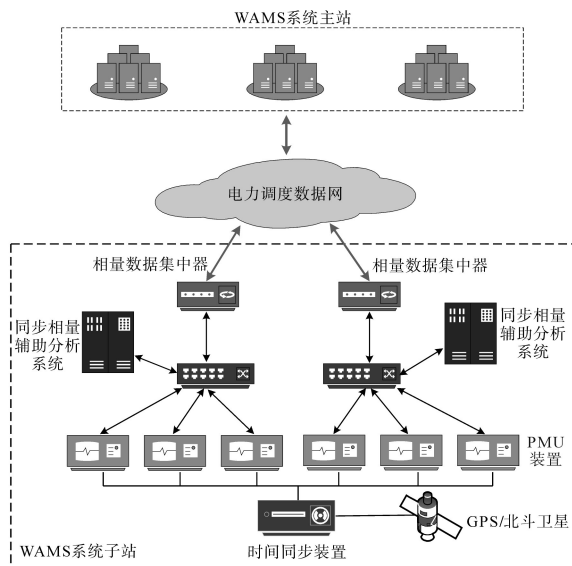 WAMS系统主站
电力调度数据网
相量数据集中器
相量数据集中器
同步相量
辅助分析
系统
同步相量
辅助分析
系统
PMU
装置
GPS/北斗卫星
WAMS系统子站
时间同步装置